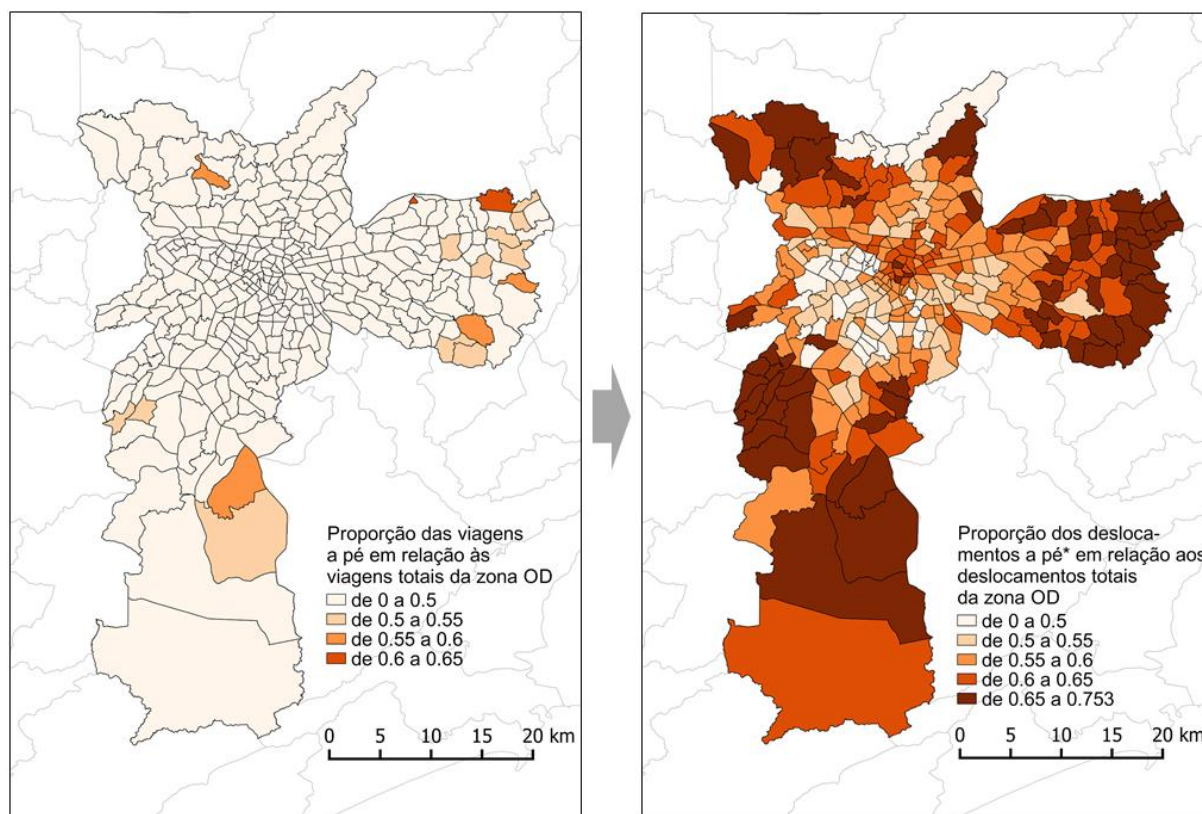 Proporção das viagens
a pé em relação às
viagens totais da zona OD
de 0 a 0.5
de 0.5 a 0.55
de 0.55 a 0.6
de 0.6 a 0.65
0 5 10 15 20 km
Proporção dos desloca-
mentos a pé* em relação aos
deslocamentos totais
da zona OD
de 0 a 0.5
de 0.5 a 0.55
de 0.55 a 0.6
de 0.6 a 0.65
de 0.65 a 0.753
0 5 10 15 20 km